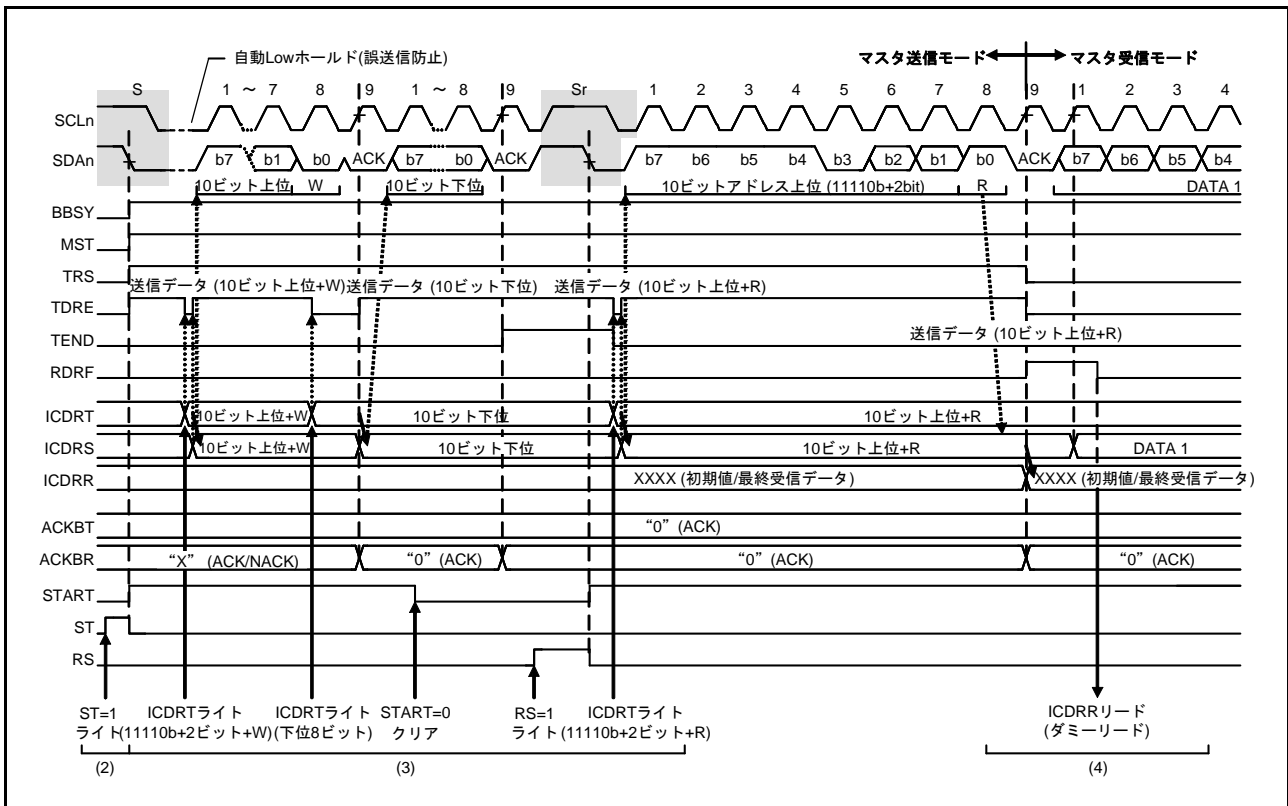 自動Lowホールド(誤送信防止)
マスタ送信モード
マスタ受信モード
S 1 ～ 7 8 9 1 ～ 8 9 Sr 1 2 3 4 5 6 7 8 9 1 2 3 4
SCLn
SDAn b7 b1 b0 ACK b7 b0 ACK b7 b6 b5 b4 b3 b2 b1 b0 ACK b7 b6 b5 b4
10ビット上位 W 10ビット下位 10ビットアドレス上位 (11110b+2bit) R DATA 1
BBSY
MST
TRS
送信データ (10ビット上位+W) 送信データ (10ビット下位) 送信データ (10ビット上位+R)
TDRE
TEND 送信データ (10ビット上位+R)
RDRF
ICDRT 10ビット上位+W 10ビット下位 10ビット上位+R
ICDRS 10ビット上位+W 10ビット下位 10ビット上位+R DATA 1
ICDRR XXXX (初期値/最終受信データ) XXXX (初期値/最終受信データ)
ACKBT “0” (ACK)
ACKBR “X” (ACK/NACK) “0” (ACK) “0” (ACK) “0” (ACK)
START
ST
RS
ST=1 ICDRTライト ICDRTライト START=0 RS=1 ICDRTライト ICDRRリード
ライト (11110b+2ビット+W) (下位8ビット) クリア ライト (11110b+2ビット+R) (ダミーリード)
(2) (3) (4)